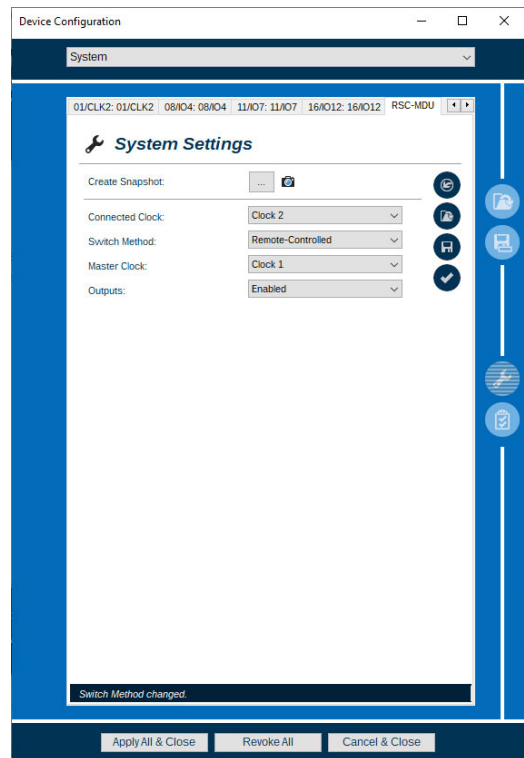 Device Configuration
System
01/CLK2: 01/CLK2 08/IO4: 08/IO4 11/IO7: 11/IO7 16/IO12: 16/IO12 RSC-MDU
System Settings
Create Snapshot: ...
Connected Clock: Clock 2
Switch Method: Remote-Controlled
Master Clock: Clock 1
Outputs: Enabled
Switch Method changed.
Apply All & Close Revoke All Cancel & Close